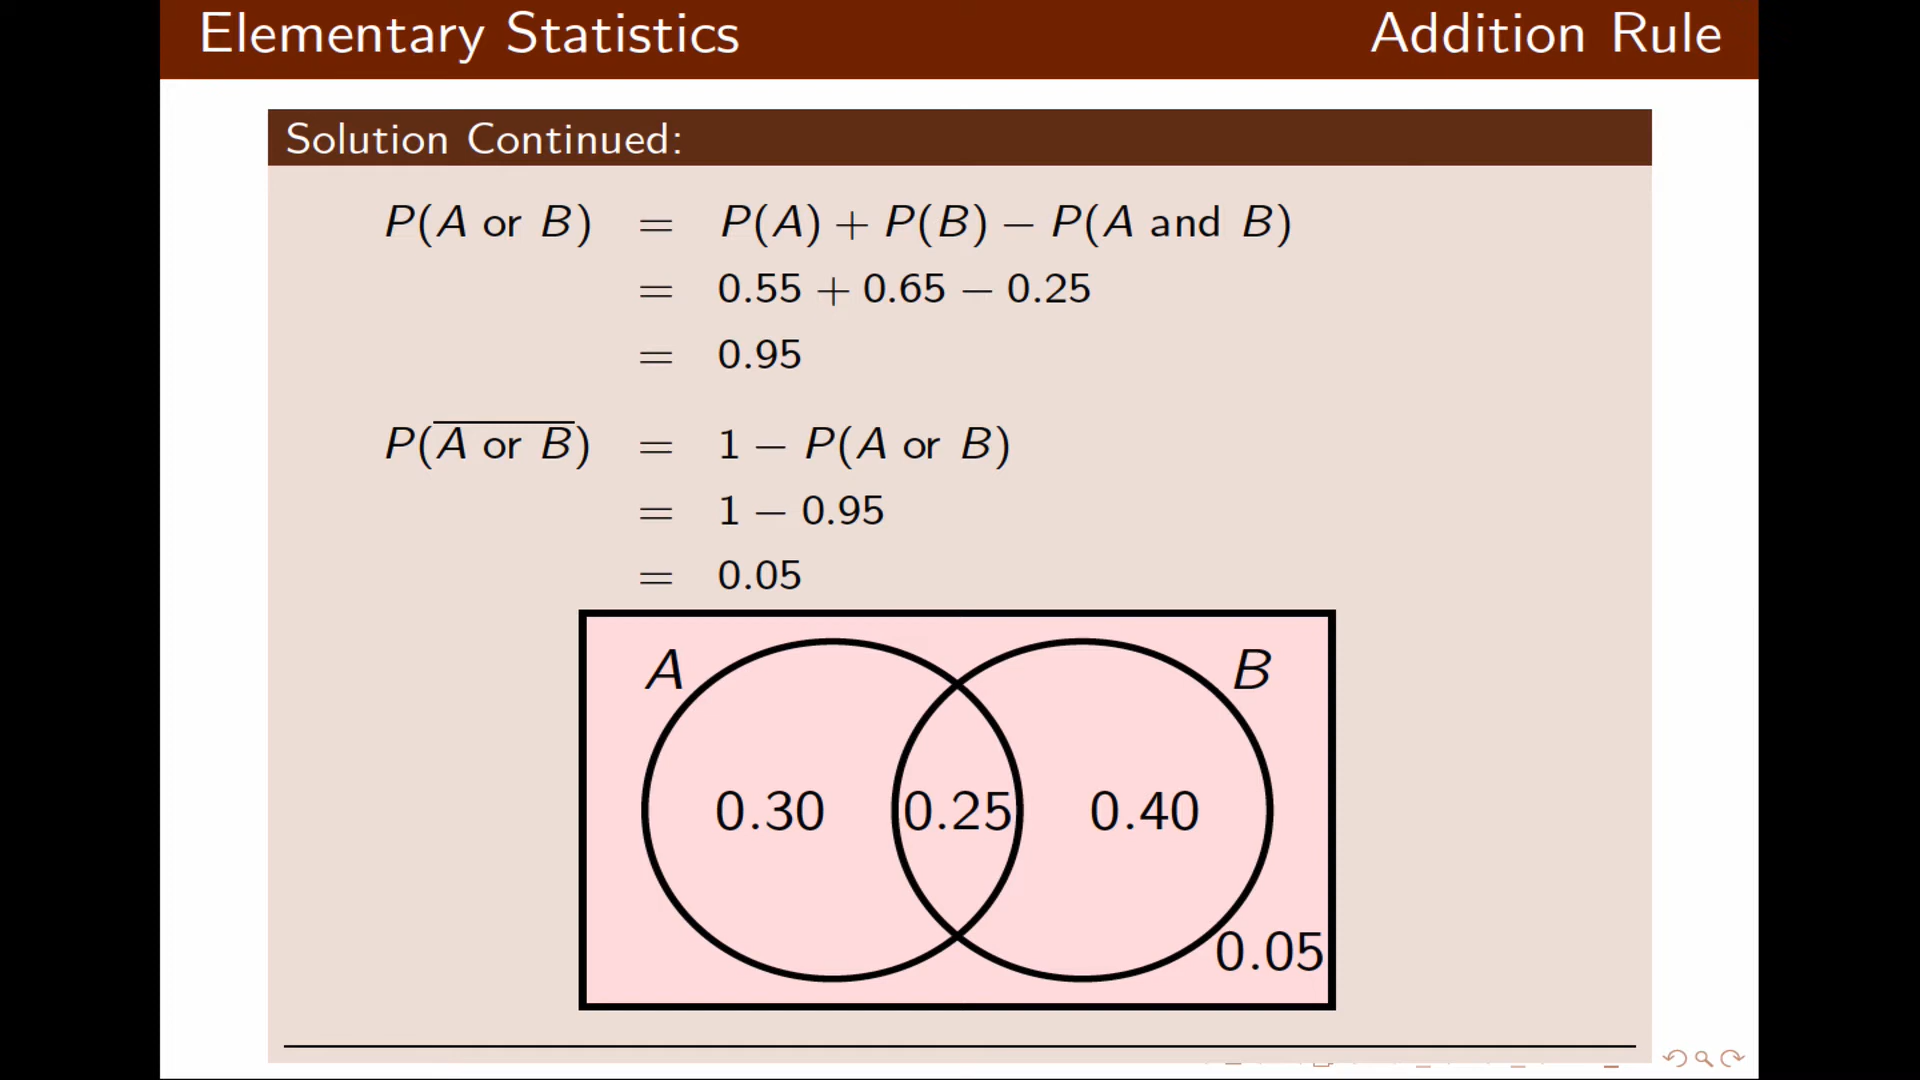 Elementary Statistics Addition Rule
Solution Continued:
P(A or B) = P(A) + P(B) − P(A and B)
= 0.55 + 0.65 − 0.25
= 0.95
P(\overline{A or B}) = 1 − P(A or B)
= 1 − 0.95
= 0.05
A B
0.30 0.25 0.40
0.05